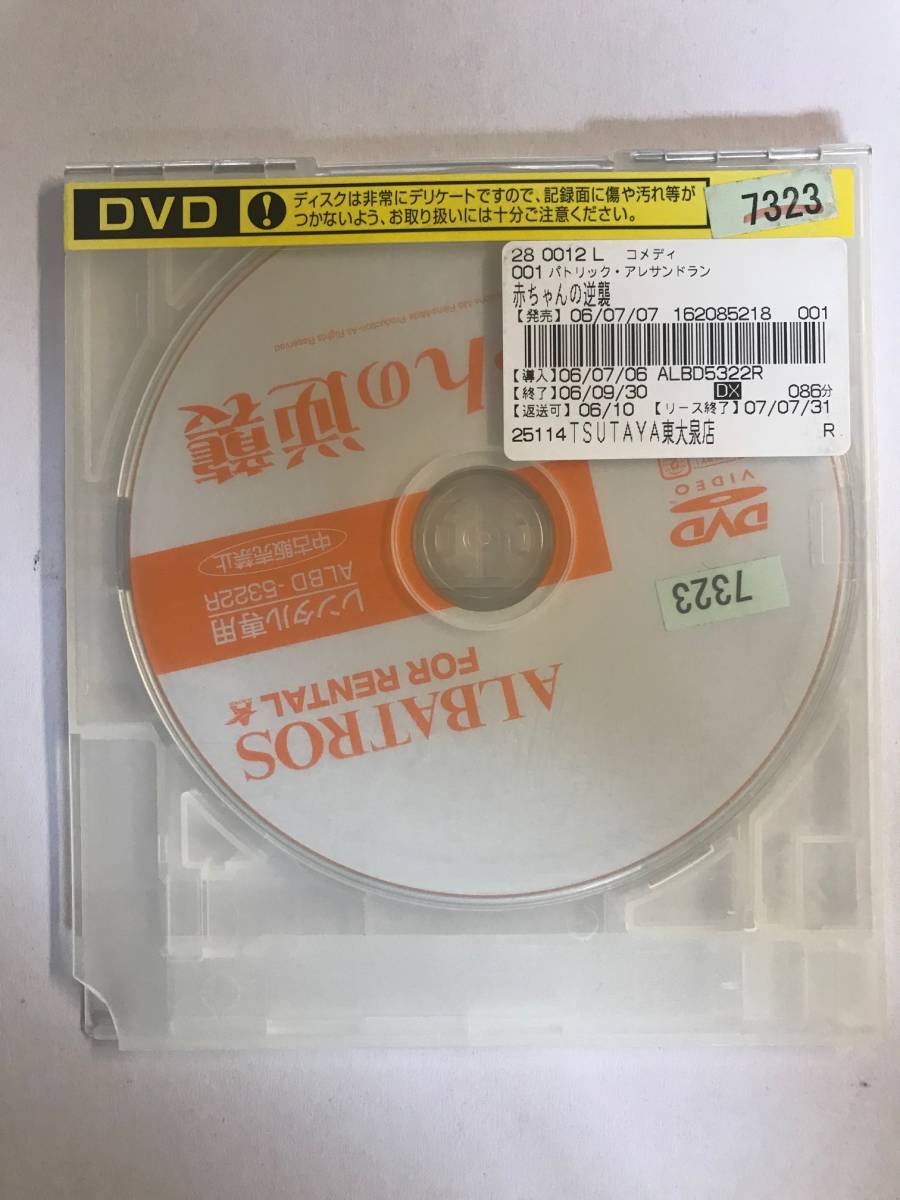 DVD
ディスクは非常にデリケートですので、記録面に傷や汚れ等が
つかないよう、お取り扱いには十分ご注意ください。
7323
28 0012 L コメディ
001 パトリック・アレサンドラン
赤ちゃんの逆襲
【発売】 06/07/07 162085218 001
【導入】 06/07/06 ALBD5322R
【終了】 06/09/30 DX 086分
【返送可】 06/10 【リース終了】 07/07/31
25114 TSUTAYA東大泉店 R
んの逆襲
DVD
VIDEO
7323
中古販売禁止
ALBD-5322R
レンタル専用
FOR RENTAL
ALBATROS